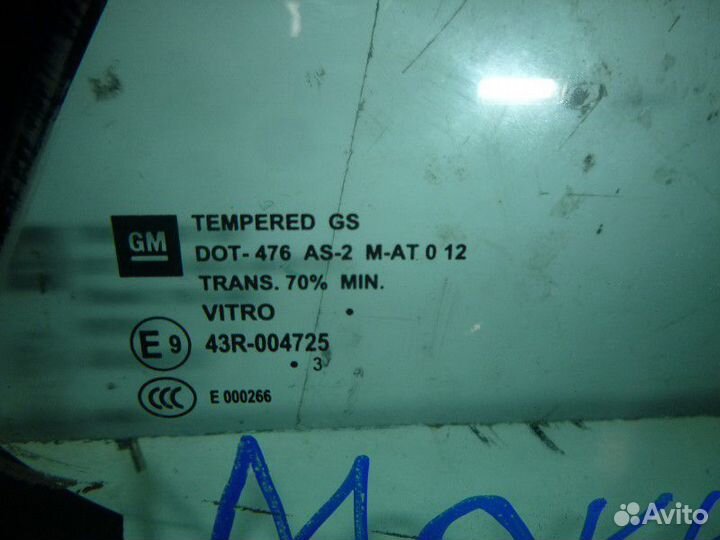 GM
TEMPERED GS
DOT- 476 AS-2 M-AT 0 12
TRANS. 70% MIN.
VITRO •
E 9 43R-004725
• 3
CCC E 000266
Avito